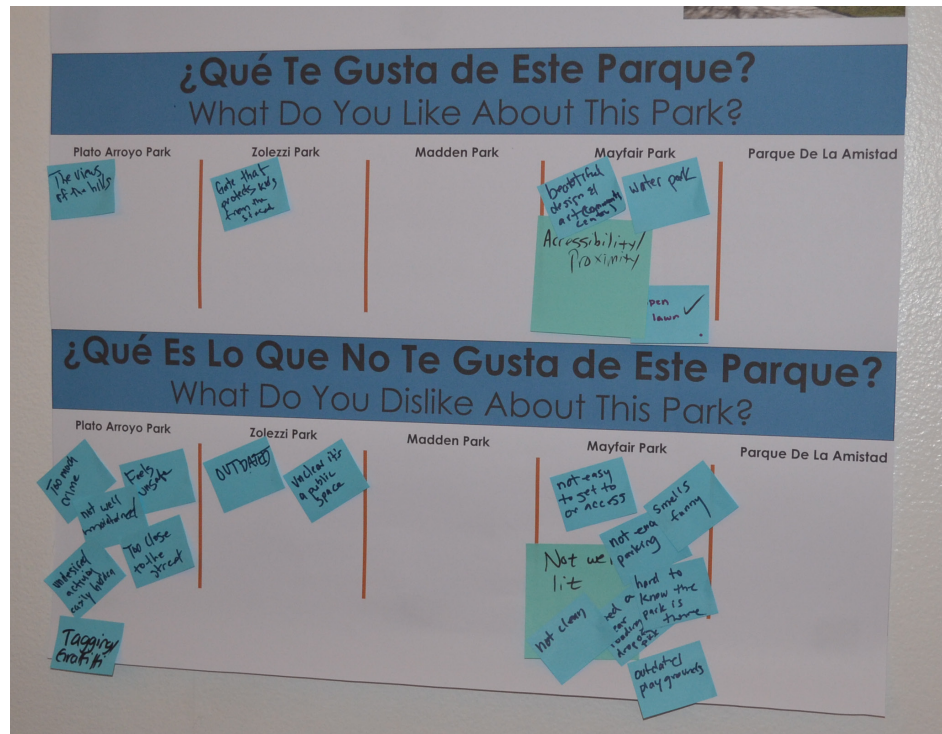 ¿Qué Te Gusta de Este Parque?
What Do You Like About This Park?
Plato Arroyo Park
Zolezzi Park
Madden Park
Mayfair Park
Parque De La Amistad
The views
of the hills
Gate that
protects kids
from the
street
beautiful
design &
art (community
center)
water park
Accessibility/
Proximity
pen
lawn
¿Qué Es Lo Que No Te Gusta de Este Parque?
What Do You Dislike About This Park?
Plato Arroyo Park
Zolezzi Park
Madden Park
Mayfair Park
Parque De La Amistad
Too much
crime
Feels
unsafe
not well
maintained
Too close
to the
street
activity
easily hidden
Tagging/
OUTDATED
Unclear it's
a public
space
not easy
to get to
or access
smells
funny
not
parking
Not we
lit
hard to
know the
park is
there
not clean
outdated
playgrounds